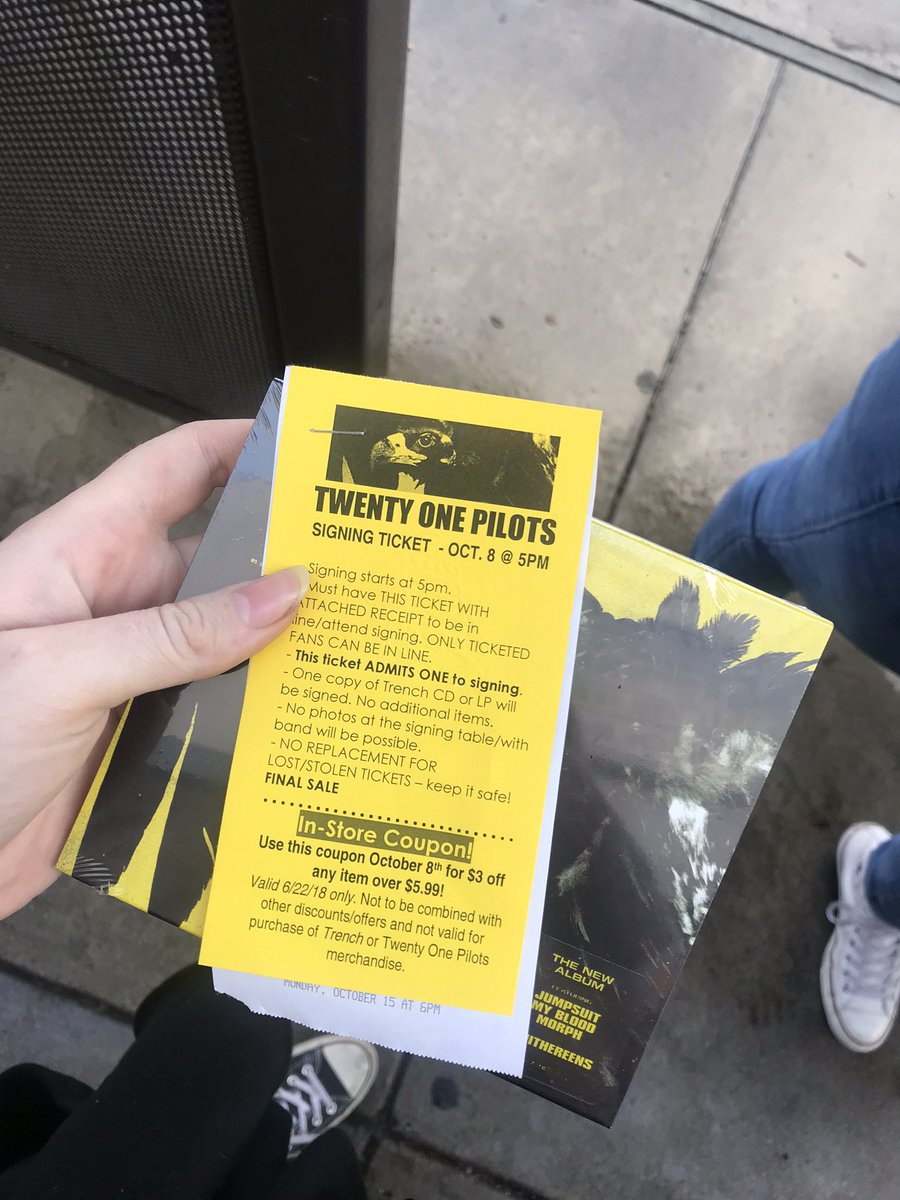 TWENTY ONE PILOTS
SIGNING TICKET - OCT. 8 @ 5PM
- Signing starts at 5pm.
Must have THIS TICKET WITH
ATTACHED RECEIPT to be in
line/attend signing. ONLY TICKETED
FANS CAN BE IN LINE.
- This ticket ADMITS ONE to signing.
- One copy of Trench CD or LP will
be signed. No additional items.
- No photos at the signing table/with
band will be possible.
- NO REPLACEMENT FOR
LOST/STOLEN TICKETS – keep it safe!
FINAL SALE
In-Store Coupon!
Use this coupon October 8th for $3 off
any item over $5.99!
Valid 6/22/18 only. Not to be combined with
other discounts/offers and not valid for
purchase of Trench or Twenty One Pilots
merchandise.
MONDAY, OCTOBER 15 AT 6PM
THE NEW
ALBUM
FEATURING
JUMPSUIT
MY BLOOD
MORPH
ITHEREENS